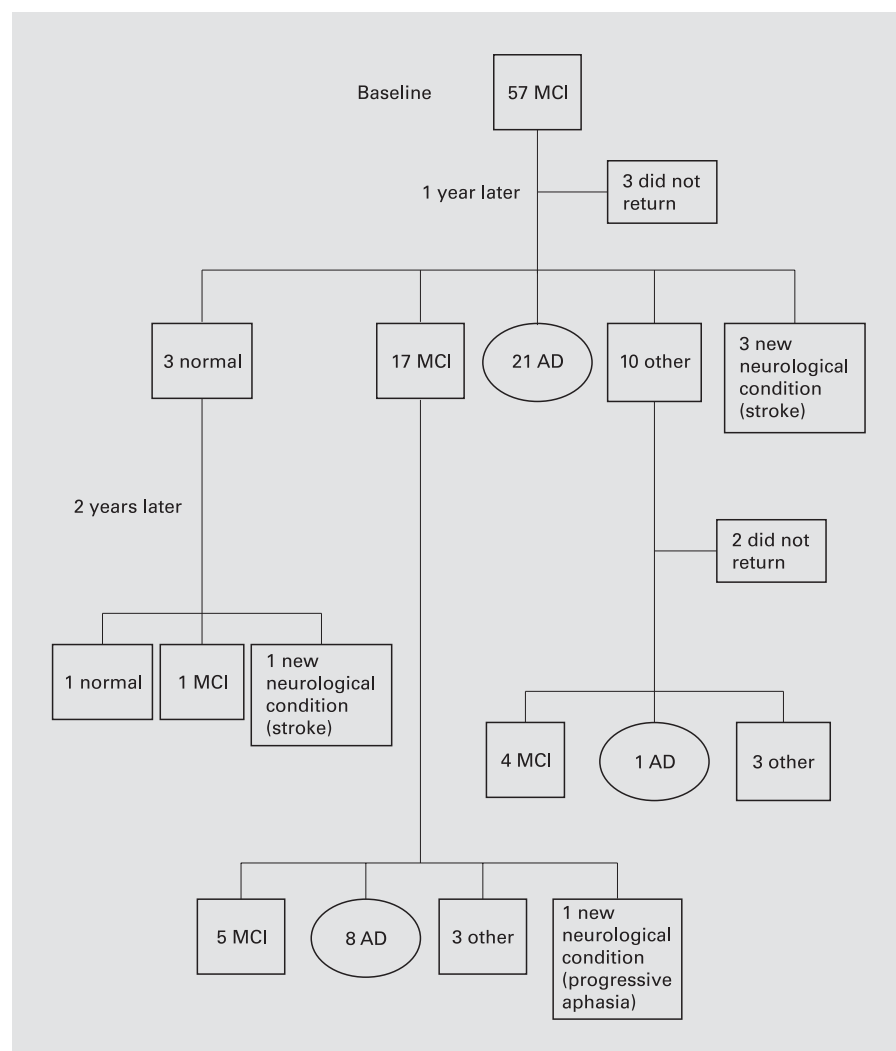 Baseline
57 MCI
1 year later
3 did not
return
3 normal
17 MCI
21 AD
10 other
3 new
neurological
condition
(stroke)
2 years later
2 did not
return
1 normal
1 MCI
1 new
neurological
condition
(stroke)
4 MCI
1 AD
3 other
5 MCI
8 AD
3 other
1 new
neurological
condition
(progressive
aphasia)